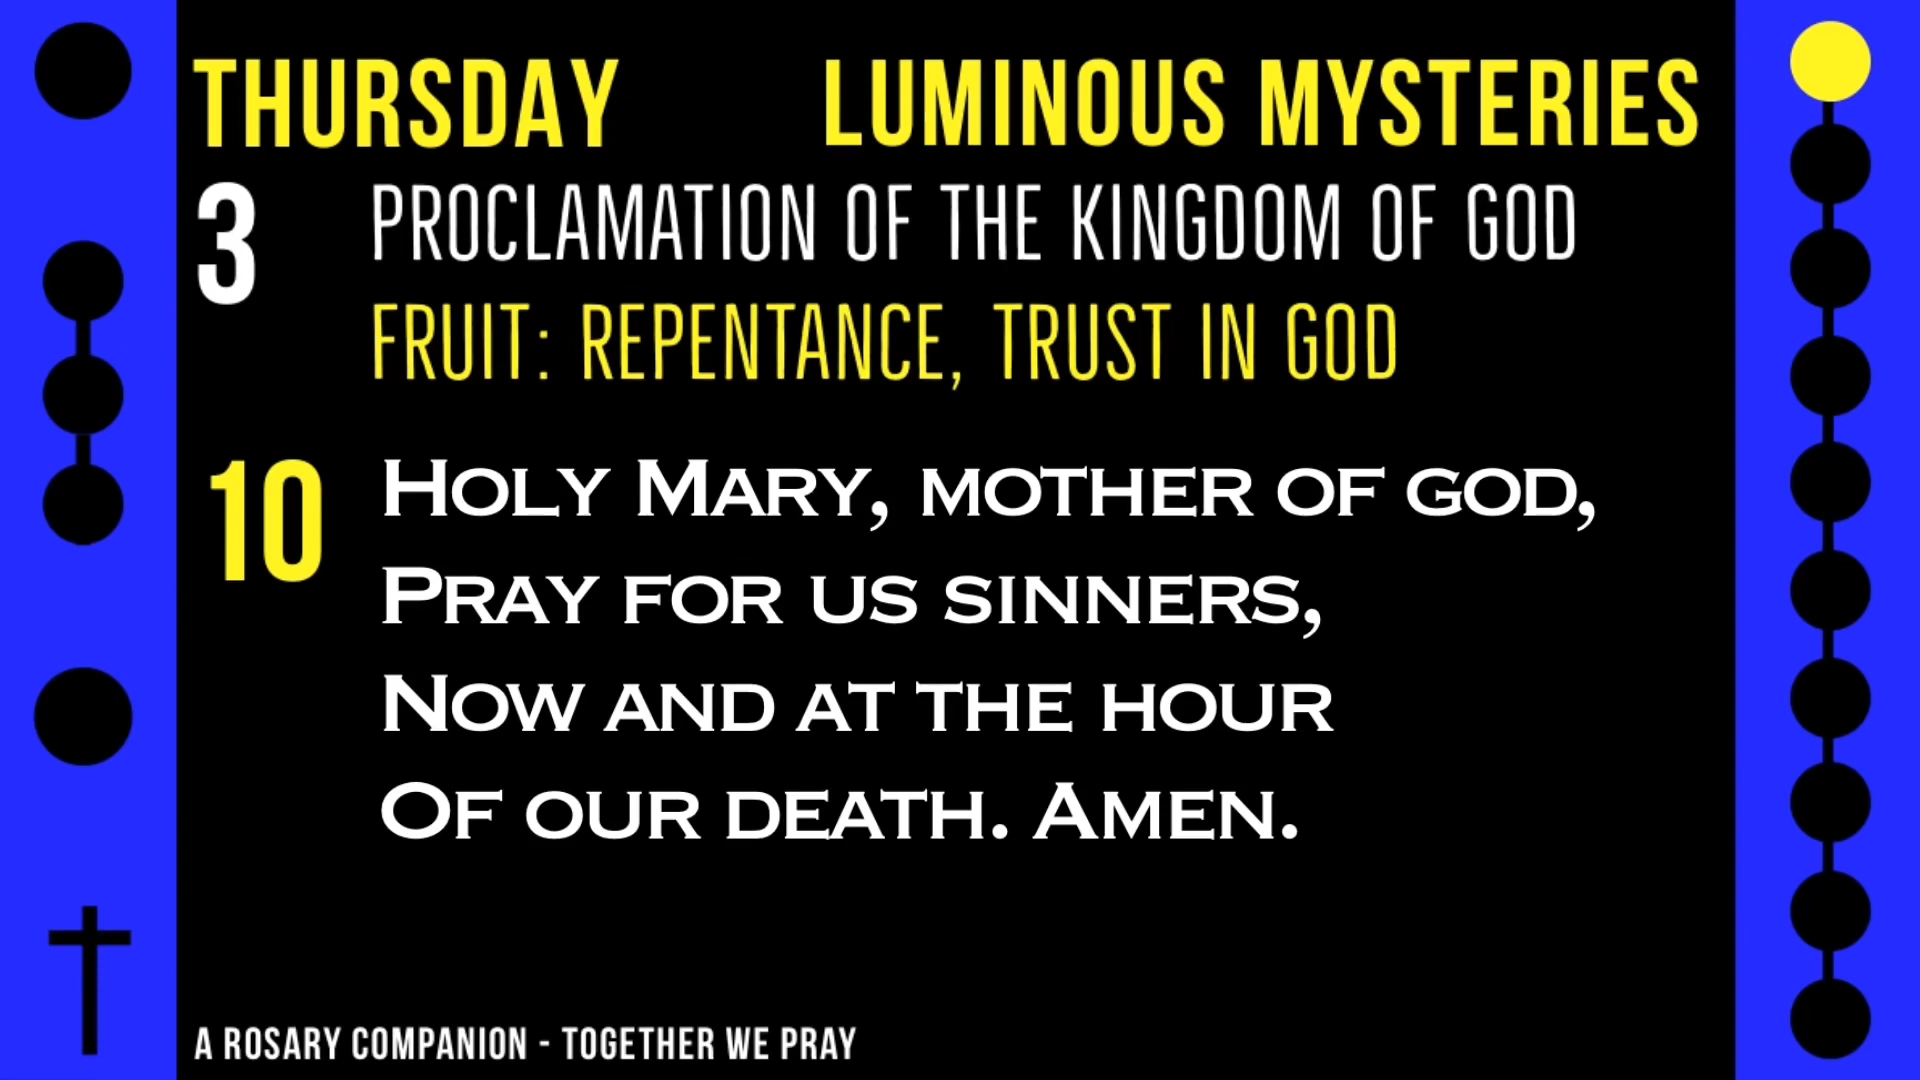 THURSDAY LUMINOUS MYSTERIES
3 PROCLAMATION OF THE KINGDOM OF GOD
FRUIT: REPENTANCE, TRUST IN GOD
10 Holy Mary, mother of god,
Pray for us sinners,
Now and at the hour
Of our death. Amen.
A ROSARY COMPANION - TOGETHER WE PRAY